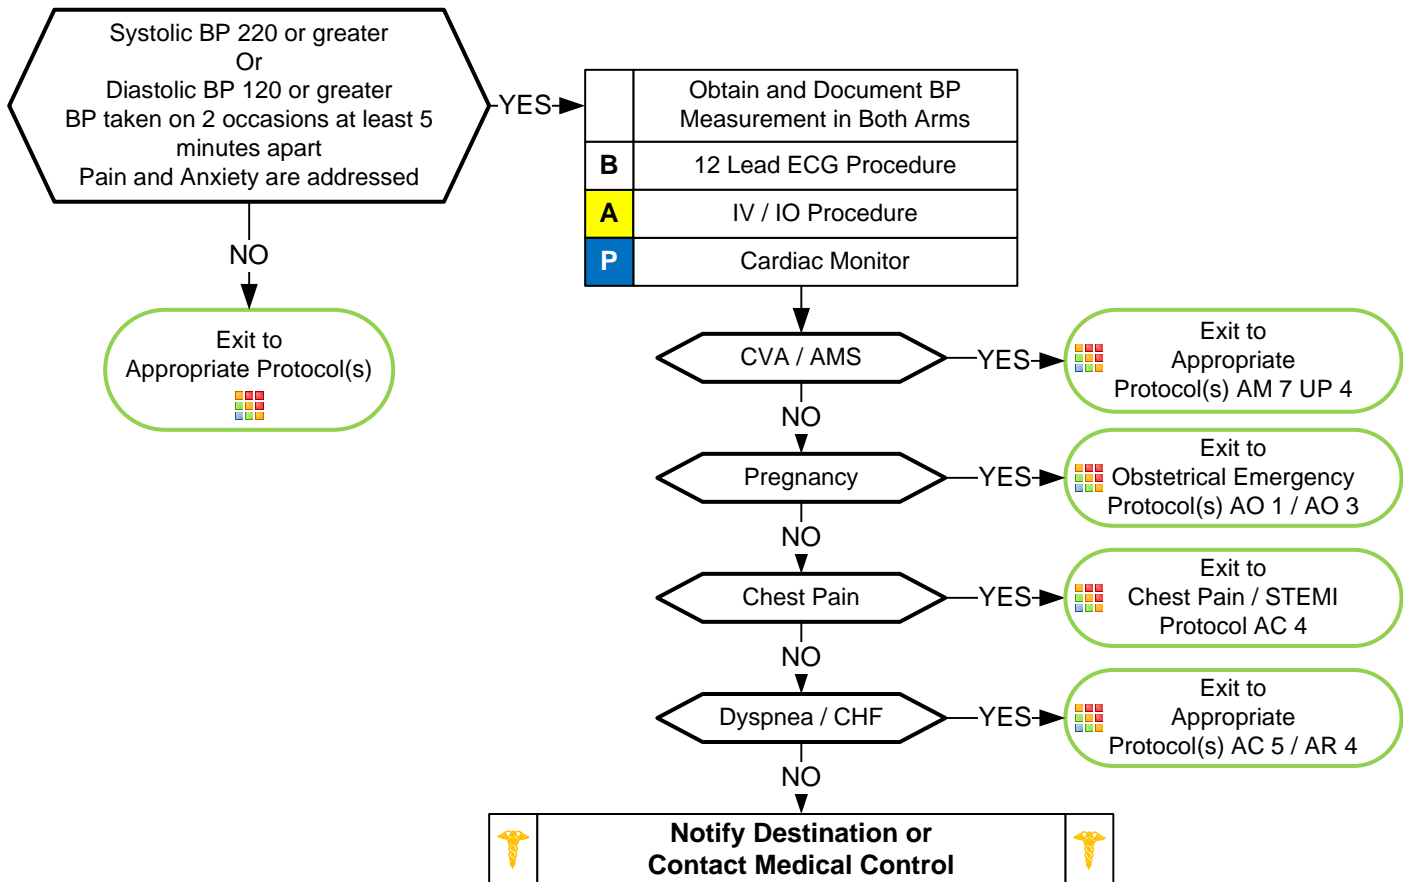 Systolic BP 220 or greater
Or
Diastolic BP 120 or greater
BP taken on 2 occasions at least 5
minutes apart
Pain and Anxiety are addressed
YES
NO
Exit to
Appropriate Protocol(s)
Obtain and Document BP
Measurement in Both Arms
B 12 Lead ECG Procedure
A IV / IO Procedure
P Cardiac Monitor
CVA / AMS
YES
Exit to
Appropriate
Protocol(s) AM 7 UP 4
NO
Pregnancy
YES
Exit to
Obstetrical Emergency
Protocol(s) AO 1 / AO 3
NO
Chest Pain
YES
Exit to
Chest Pain / STEMI
Protocol AC 4
NO
Dyspnea / CHF
YES
Exit to
Appropriate
Protocol(s) AC 5 / AR 4
NO
Notify Destination or
Contact Medical Control